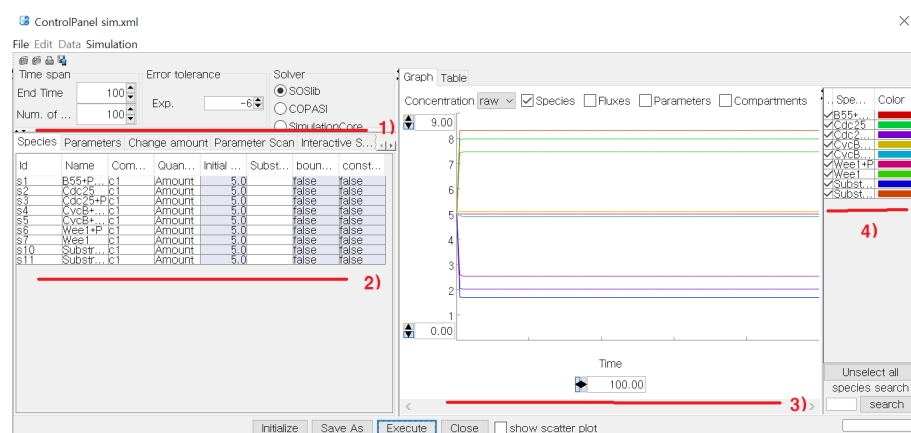 ControlPanel sim.xml
File Edit Data Simulation
Time span
End Time 100
Num. of ... 100
Error tolerance
Exp. -6
Solver
SOSlib
COPASI
SimulationCore
1)
Species Parameters Change amount Parameter Scan Interactive S...
Id Name Com... Quan... Initial ... Subst... boun... const...
s1 B55+P... c1 Amount 5.0 false false
s2 Cdc25 c1 Amount 5.0 false false
s3 Cdc25+P c1 Amount 5.0 false false
s4 CycB+... c1 Amount 5.0 false false
s5 CvcB+... c1 Amount 5.0 false false
s6 Wee1+P c1 Amount 5.0 false false
s7 Wee1 c1 Amount 5.0 false false
s10 Substr... c1 Amount 5.0 false false
s11 Substr... c1 Amount 5.0 false false
2)
Graph Table
Concentration raw Species Fluxes Parameters Compartments
9.00
8
7
6
5
4
3
2
1
0.00
Time
100.00
3)
.. Spe... Color
B55+...
Cdc25
Cdc2...
CvcB...
CvcB...
Wee1+P
Wee1
Subst...
Subst...
4)
Unselect all
species search
search
Initialize Save As Execute Close show scatter plot